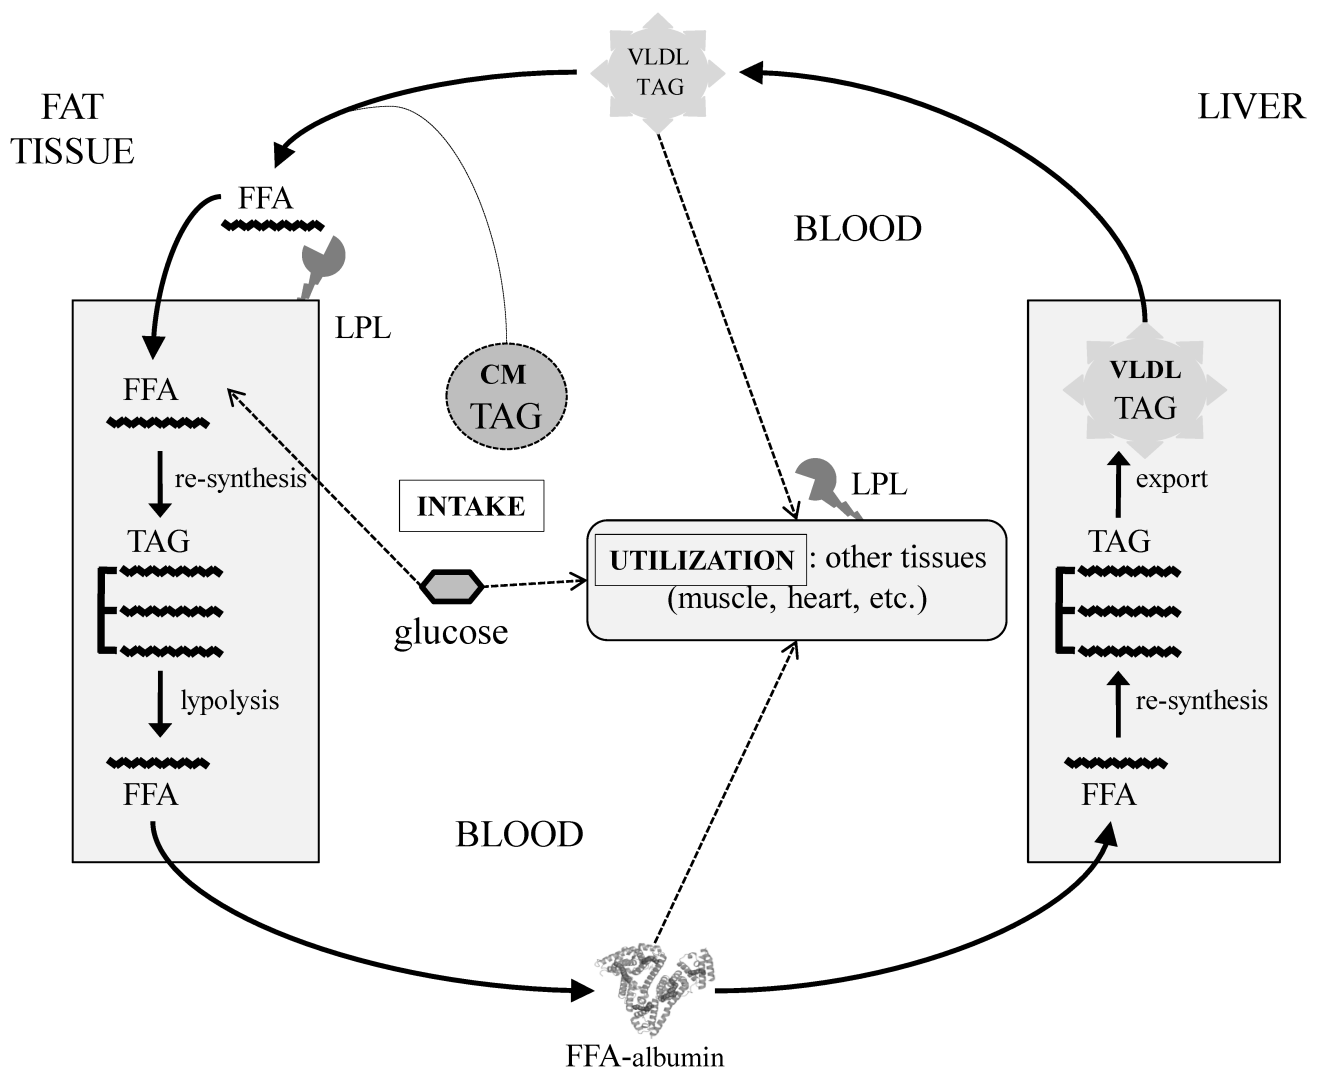 VLDL
TAG
FAT
TISSUE
LIVER
FFA
BLOOD
LPL
FFA
CM
TAG
VLDL
TAG
re-synthesis
INTAKE
LPL
export
TAG
UTILIZATION : other tissues
(muscle, heart, etc.)
TAG
glucose
lypolysis
re-synthesis
FFA
FFA
BLOOD
FFA-albumin